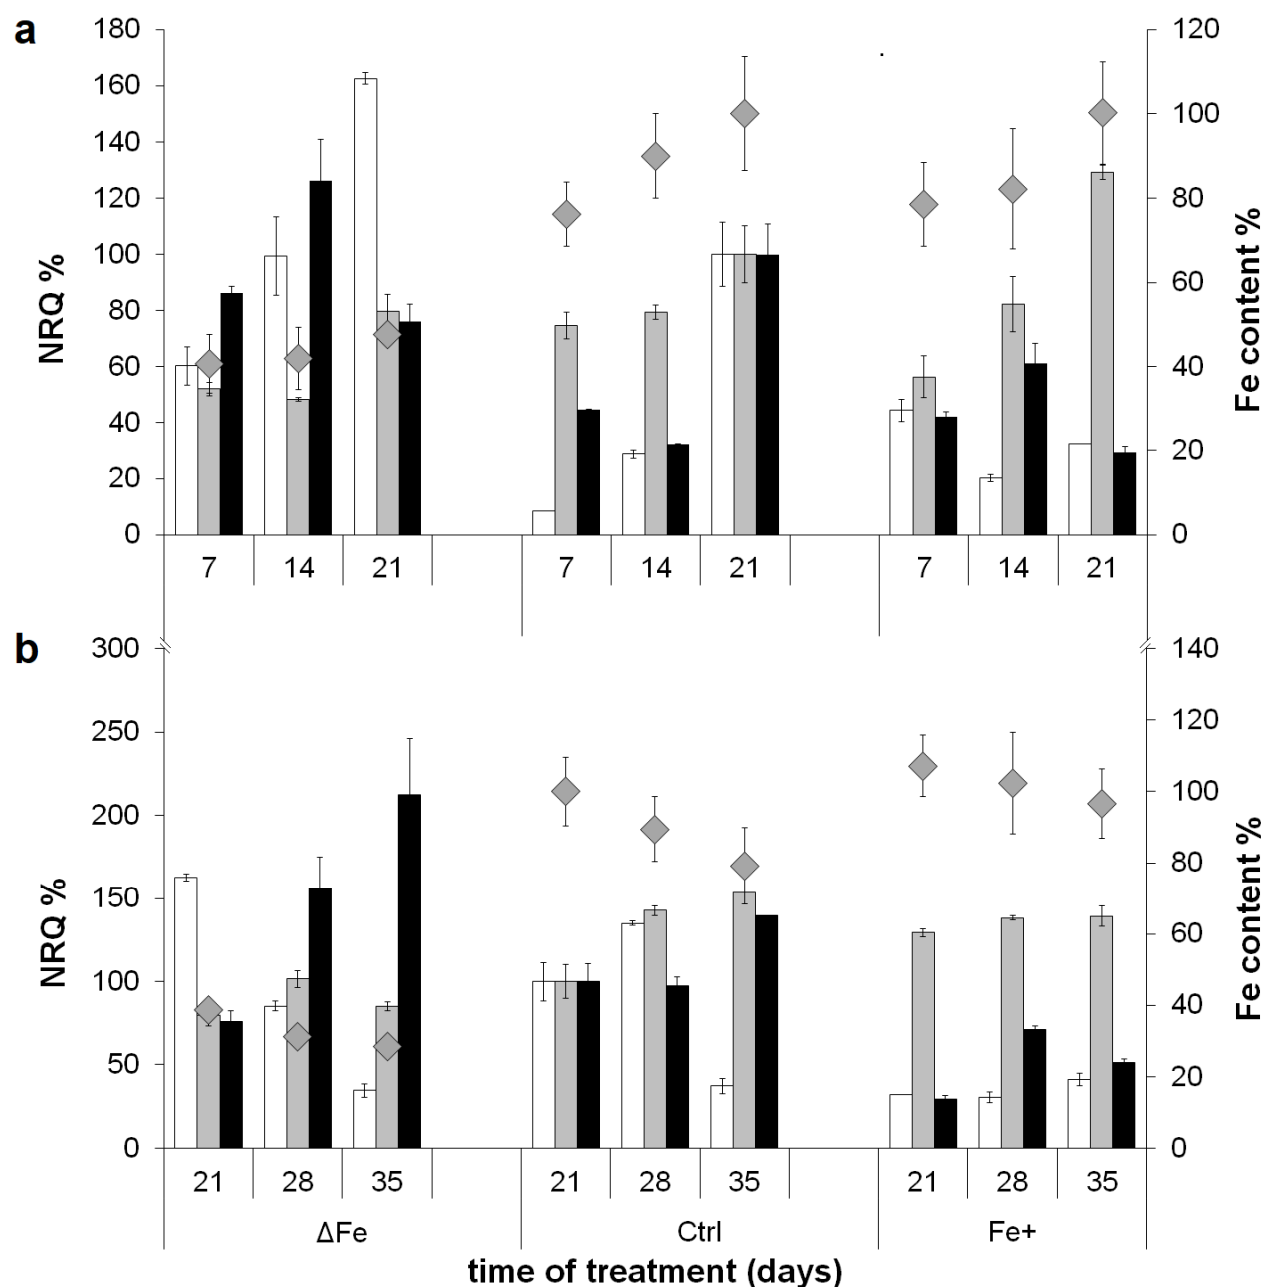 a
180 120
160
100
140
120 80
100
60
80
60 40
40
20
20
0 0
NRQ %
Fe content %
7 14 21 7 14 21 7 14 21
b
300 140
250 120
100
200
80
150
60
100
40
50
20
0 0
NRQ %
Fe content %
21 28 35 21 28 35 21 28 35
ΔFe Ctrl Fe+
time of treatment (days)